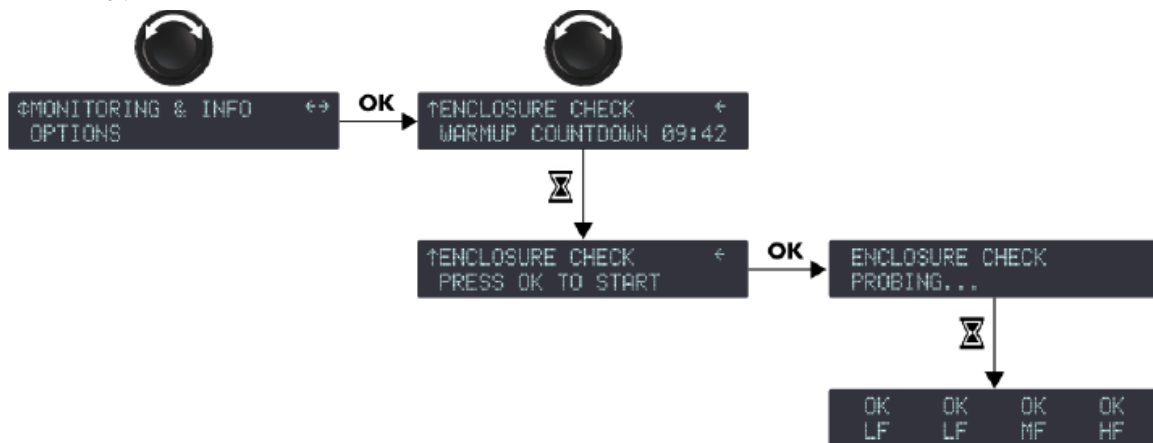 MONITORING & INFO ←→
OPTIONS
OK
↑ENCLOSURE CHECK ←
WARMUP COUNTDOWN 09:42
↑ENCLOSURE CHECK ←
PRESS OK TO START
OK
ENCLOSURE CHECK
PROBING...
OK OK OK OK
LF LF MF HF